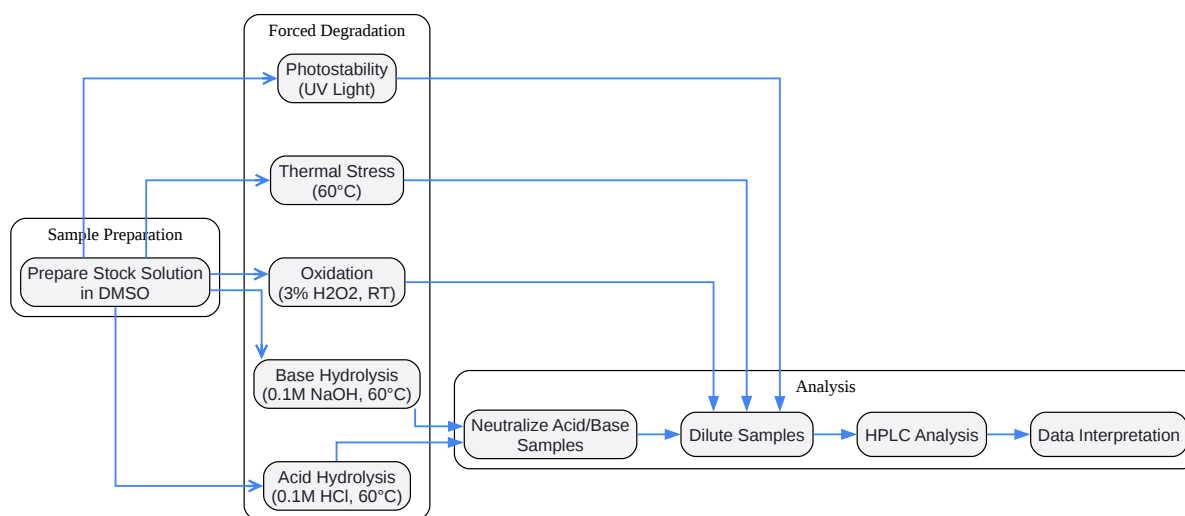 Forced Degradation
Photostability
(UV Light)
Thermal Stress
(60°C)
Sample Preparation
Prepare Stock Solution
in DMSO
Oxidation
(3% H2O2, RT)
Base Hydrolysis
(0.1M NaOH, 60°C)
Acid Hydrolysis
(0.1M HCl, 60°C)
Analysis
Neutralize Acid/Base
Samples
Dilute Samples
HPLC Analysis
Data Interpretation